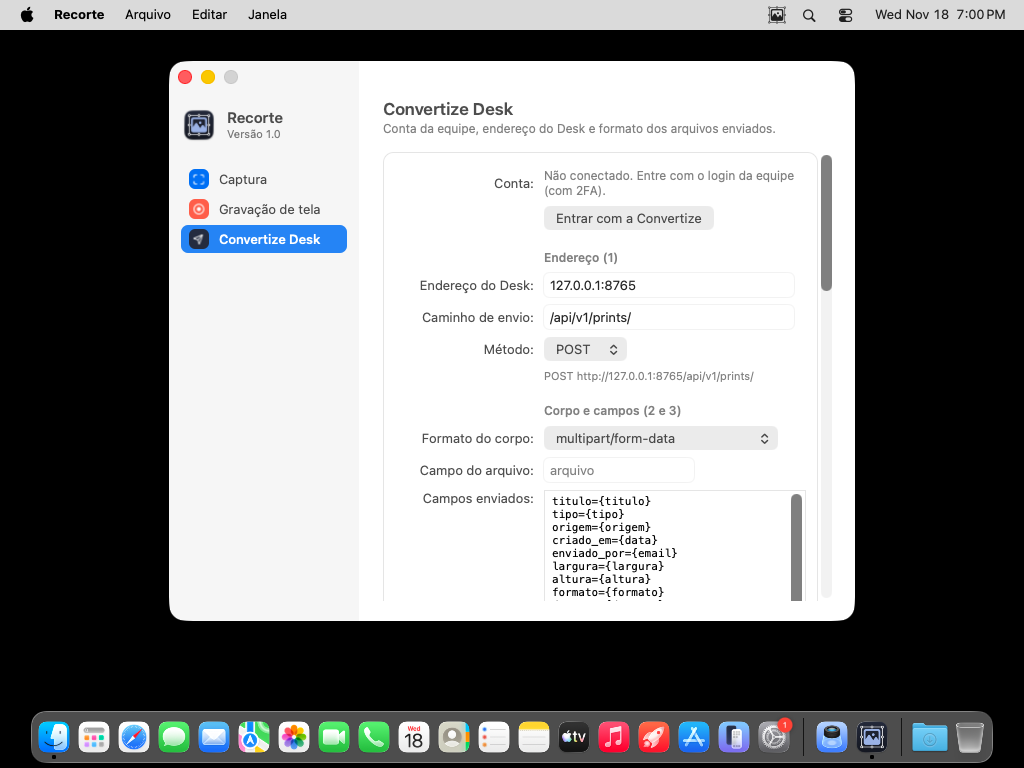 Recorte Arquivo Editar Janela Wed Nov 18 7:00 PM
Recorte
Versão 1.0
Captura
Gravação de tela
Convertize Desk
Convertize Desk
Conta da equipe, endereço do Desk e formato dos arquivos enviados.
Conta: Não conectado. Entre com o login da equipe
(com 2FA).
Entrar com a Convertize
Endereço (1)
Endereço do Desk: 127.0.0.1:8765
Caminho de envio: /api/v1/prints/
Método: POST
POST http://127.0.0.1:8765/api/v1/prints/
Corpo e campos (2 e 3)
Formato do corpo: multipart/form-data
Campo do arquivo: arquivo
Campos enviados: titulo={titulo}
tipo={tipo}
origem={origem}
criado_em={data}
enviado_por={email}
largura={largura}
altura={altura}
formato={formato}
Wed
18
tv
1